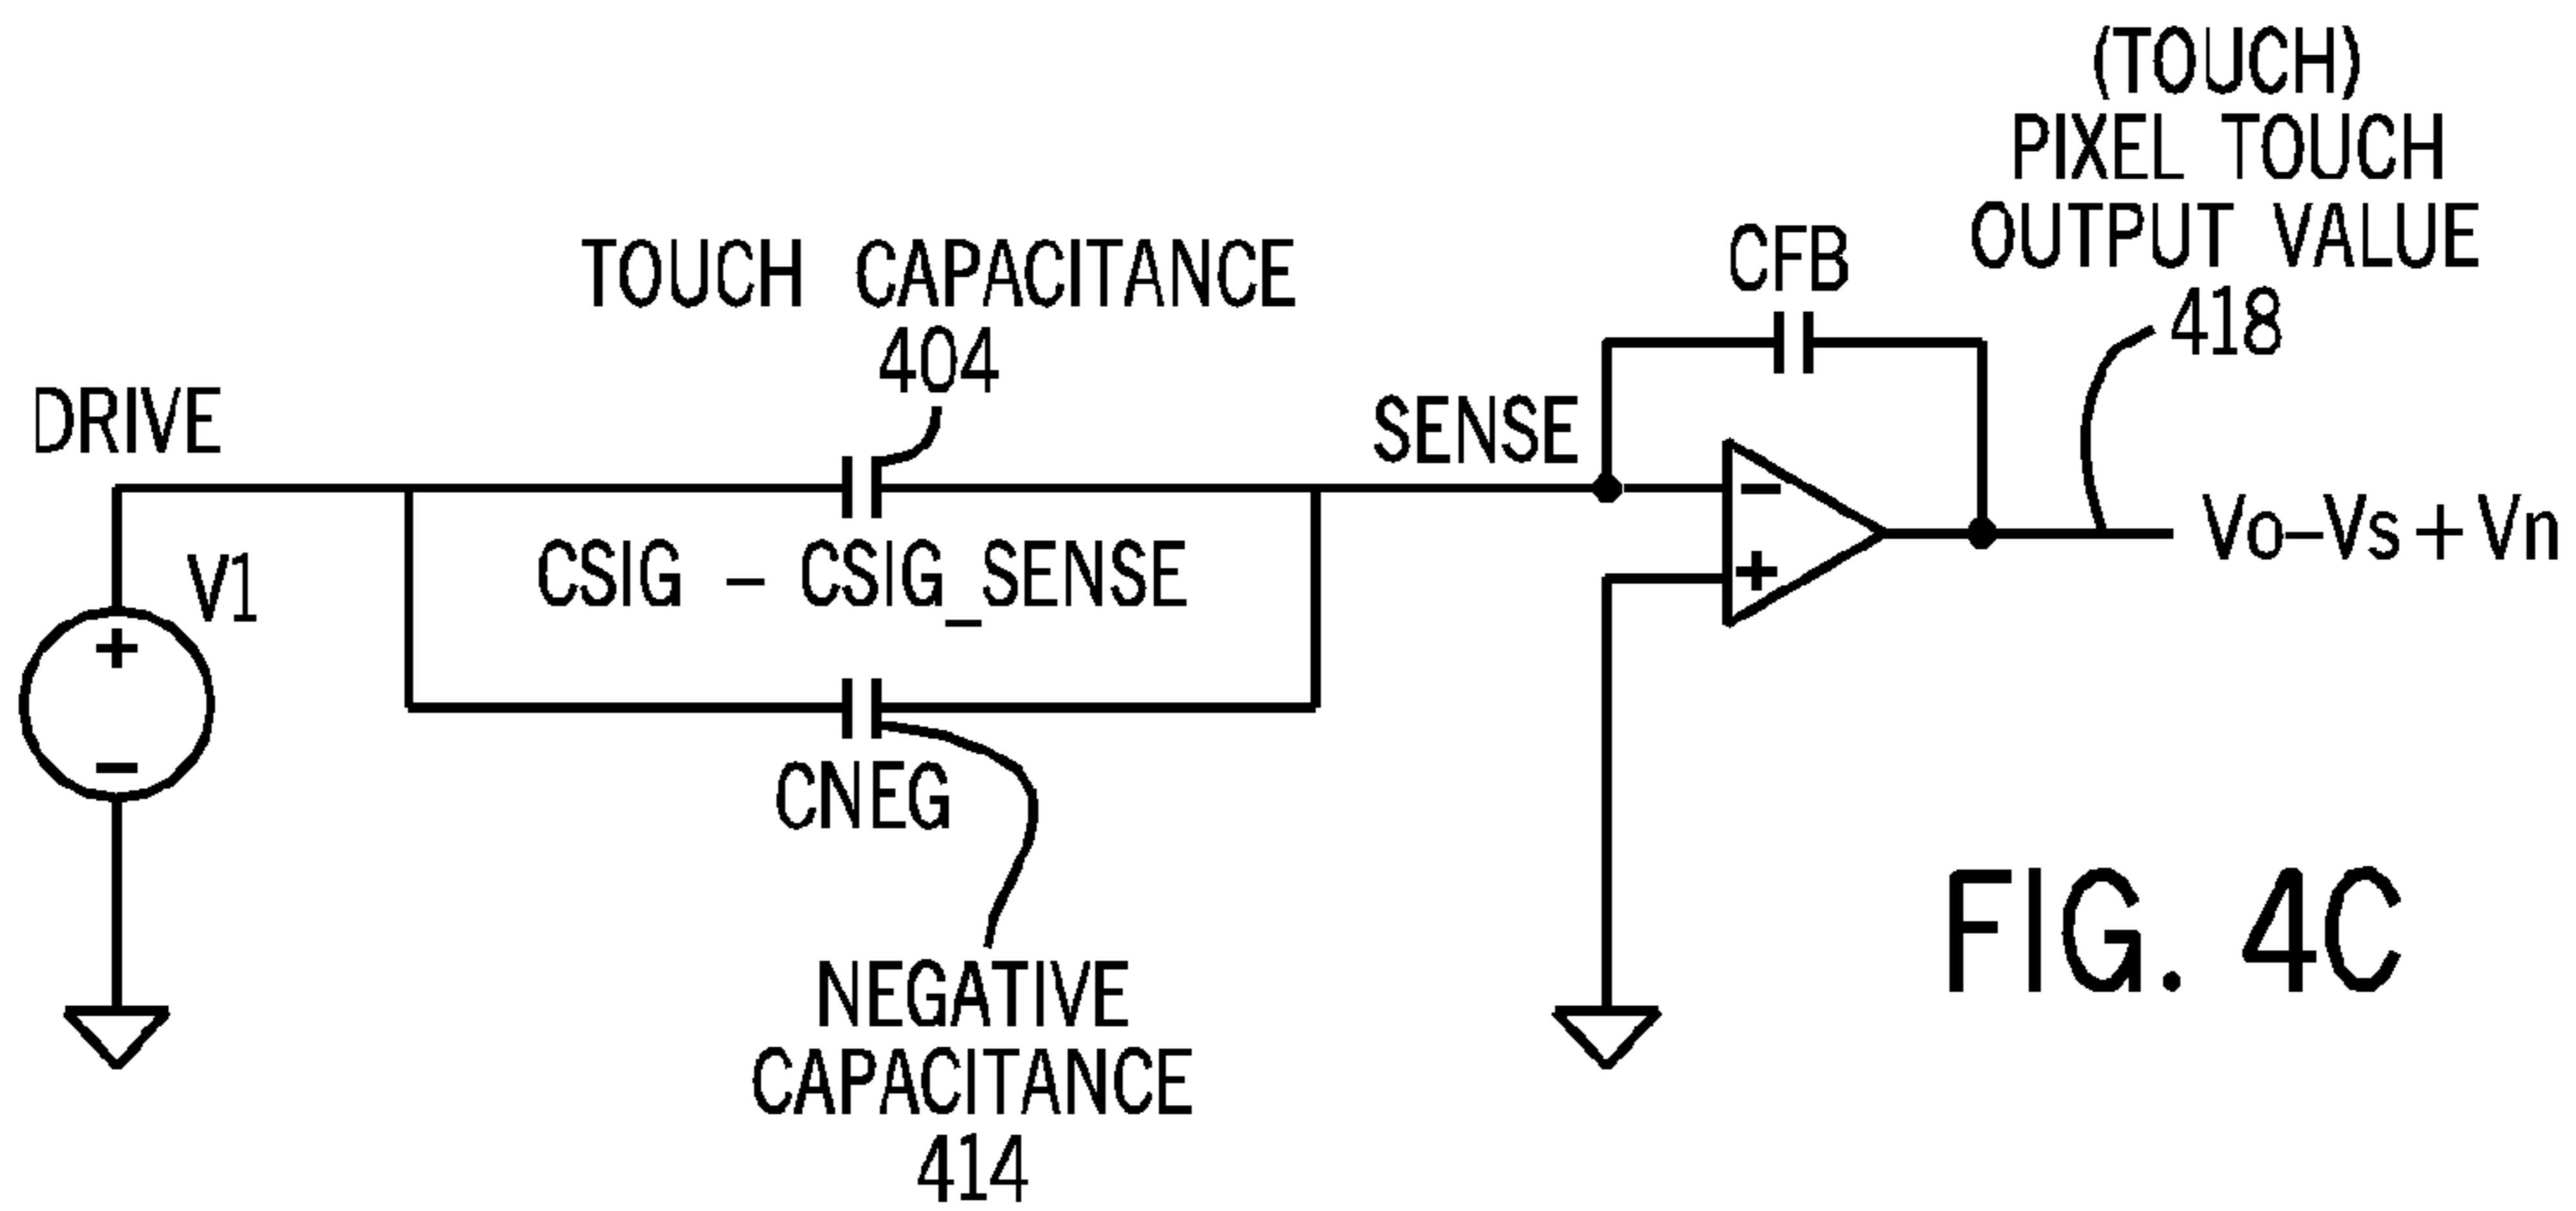 (TOUCH)
PIXEL TOUCH
OUTPUT VALUE
418
CFB
TOUCH CAPACITANCE
404
DRIVE
SENSE
V1
+
−
CSIG – CSIG_SENSE
−
+
Vo–Vs+Vn
CNEG
NEGATIVE
CAPACITANCE
414
FIG. 4C